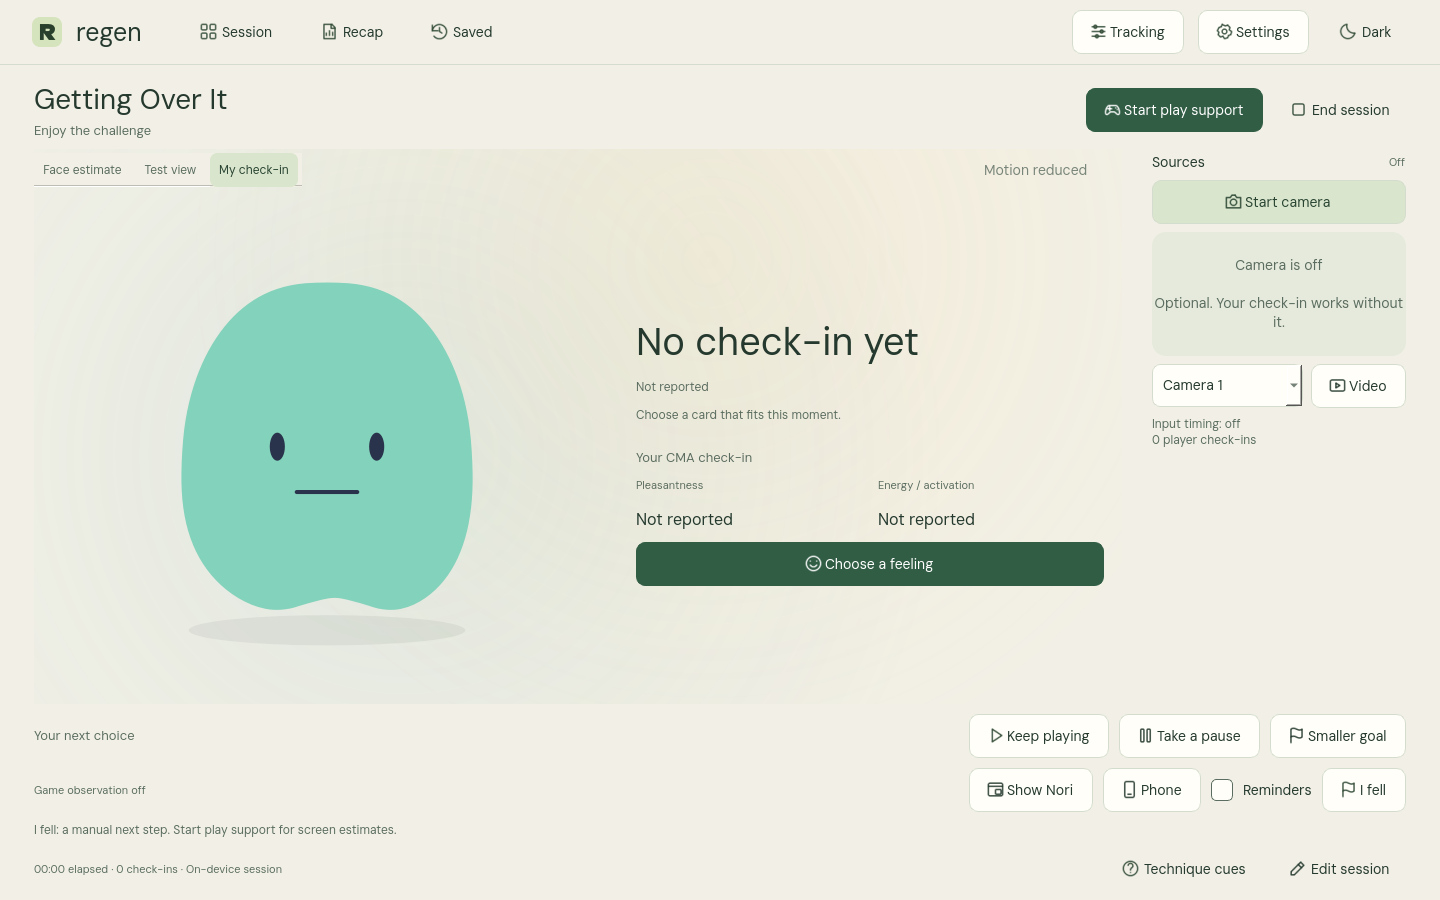 R regen
Session
Recap
Saved
Tracking
Settings
Dark
Getting Over It
Enjoy the challenge
Start play support
End session
Face estimate
Test view
My check-in
Motion reduced
Sources
Off
Start camera
Camera is off
Optional. Your check-in works without
it.
Camera 1
Video
Input timing: off
0 player check-ins
No check-in yet
Not reported
Choose a card that fits this moment.
Your CMA check-in
Pleasantness
Energy / activation
Not reported
Not reported
Choose a feeling
Your next choice
Keep playing
Take a pause
Smaller goal
Game observation off
Show Nori
Phone
Reminders
I fell
I fell: a manual next step. Start play support for screen estimates.
00:00 elapsed · 0 check-ins · On-device session
Technique cues
Edit session